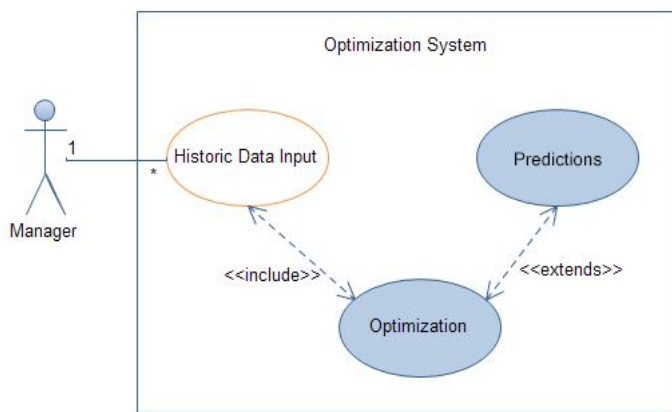 Optimization System
1
*
Manager
Historic Data Input
Predictions
<<include>>
<<extends>>
Optimization